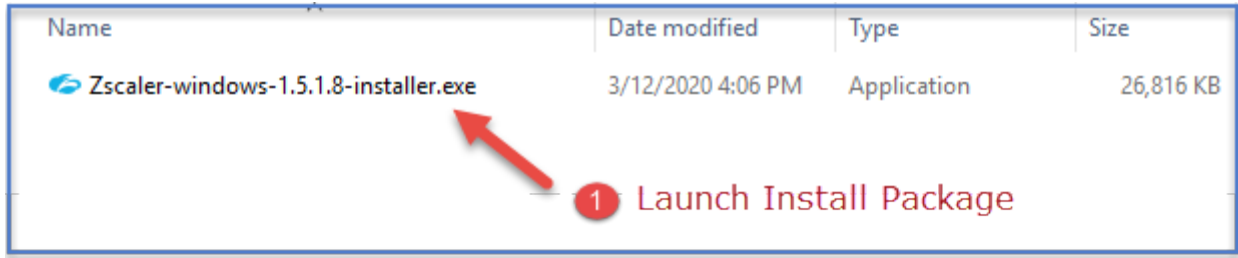 Name Date modified Type Size
Zscaler-windows-1.5.1.8-installer.exe 3/12/2020 4:06 PM Application 26,816 KB
1 Launch Install Package